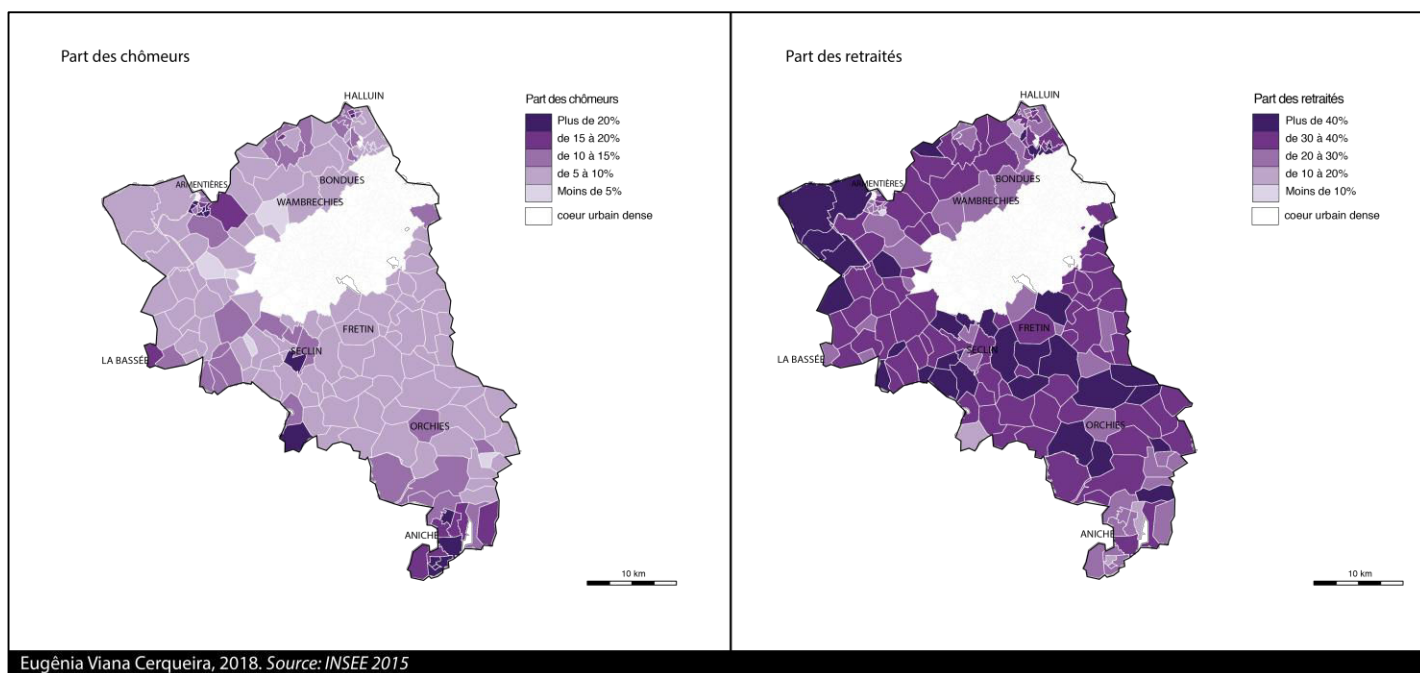 Part des chômeurs
HALLUIN
Part des chômeurs
Plus de 20%
de 15 à 20%
de 10 à 15%
de 5 à 10%
Moins de 5%
coeur urbain dense
ARMENTIÈRES
BONDUES
WAMBRECHIES
FRETIN
SECLIN
LA BASSÉE
ORCHIES
ANICHE
10 km
Part des retraités
HALLUIN
Part des retraités
Plus de 40%
de 30 à 40%
de 20 à 30%
de 10 à 20%
Moins de 10%
coeur urbain dense
ARMENTIÈRES
BONDUES
WAMBRECHIES
FRETIN
SECLIN
LA BASSÉE
ORCHIES
ANICHE
10 km
Eugênia Viana Cerqueira, 2018. Source: INSEE 2015